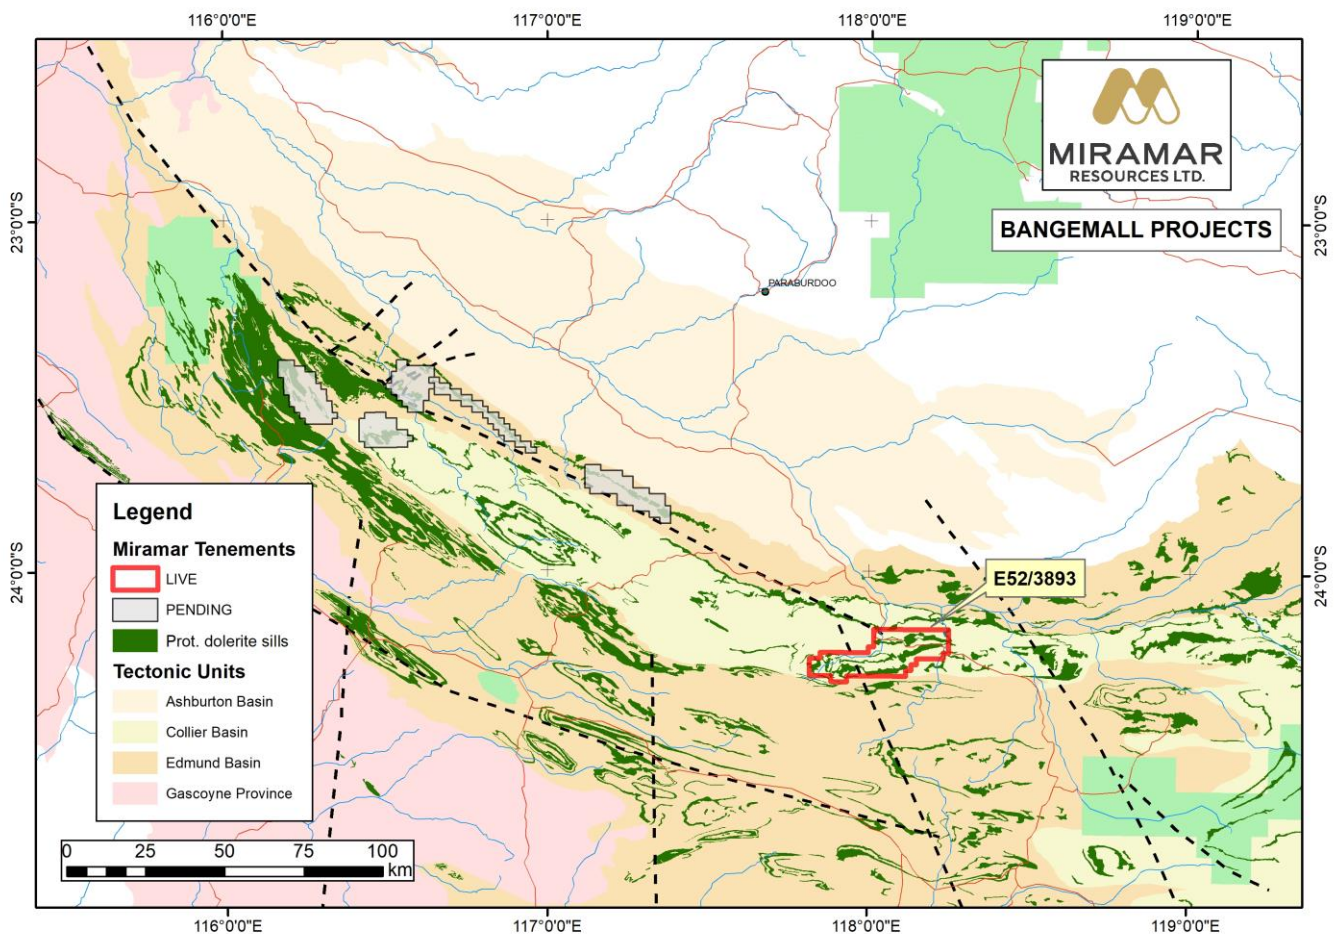 116°0'0"E
117°0'0"E
118°0'0"E
119°0'0"E
MIRAMAR
RESOURCES LTD.
BANGEMALL PROJECTS
23°0'0"S
23°0'0"S
PARABURDOO
24°0'0"S
24°0'0"S
E52/3893
Legend
Miramar Tenements
LIVE
PENDING
Prot. dolerite sills
Tectonic Units
Ashburton Basin
Collier Basin
Edmund Basin
Gascoyne Province
0 25 50 75 100
km
116°0'0"E
117°0'0"E
118°0'0"E
119°0'0"E